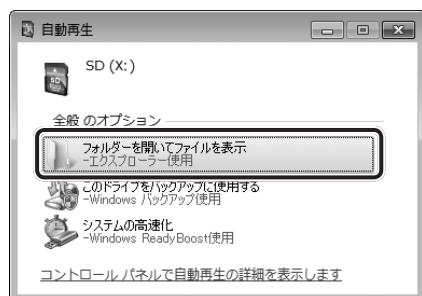 自動再生
SD (X:)
全般 のオプション
フォルダーを開いてファイルを表示
-エクスプローラー使用
このドライブをバックアップに使用する
-Windows バックアップ使用
システムの高速化
-Windows ReadyBoost使用
コントロール パネルで自動再生の詳細を表示します